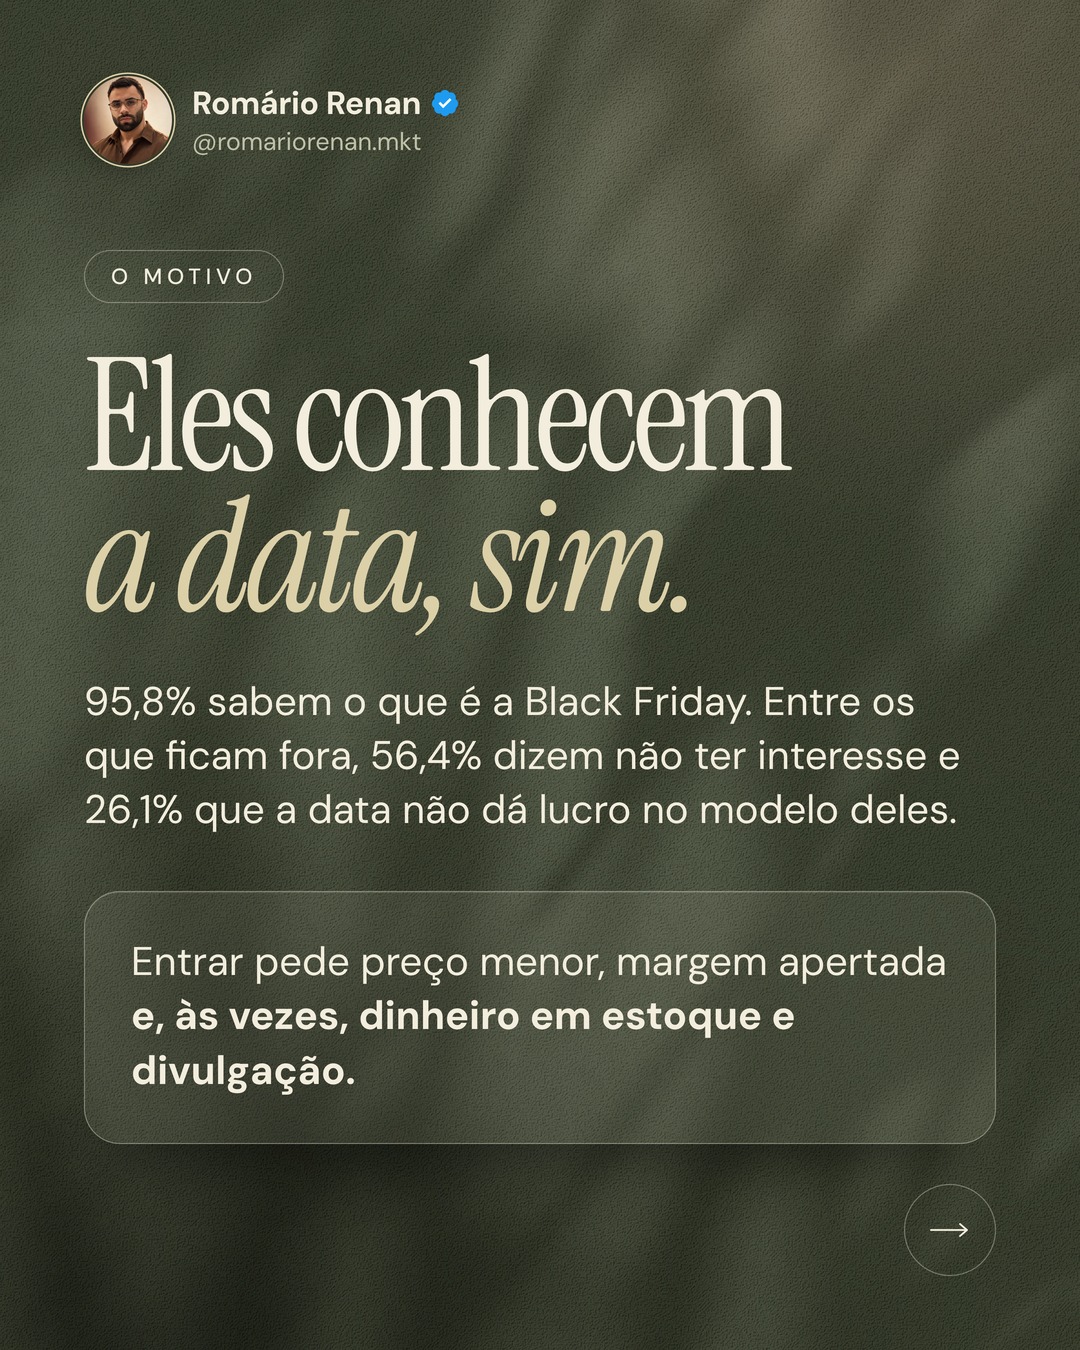 Romário Renan
@romariorenan.mkt
O MOTIVO
Eles conhecem
a data, sim.
95,8% sabem o que é a Black Friday. Entre os
que ficam fora, 56,4% dizem não ter interesse e
26,1% que a data não dá lucro no modelo deles.
Entrar pede preço menor, margem apertada
e, às vezes, dinheiro em estoque e
divulgação.